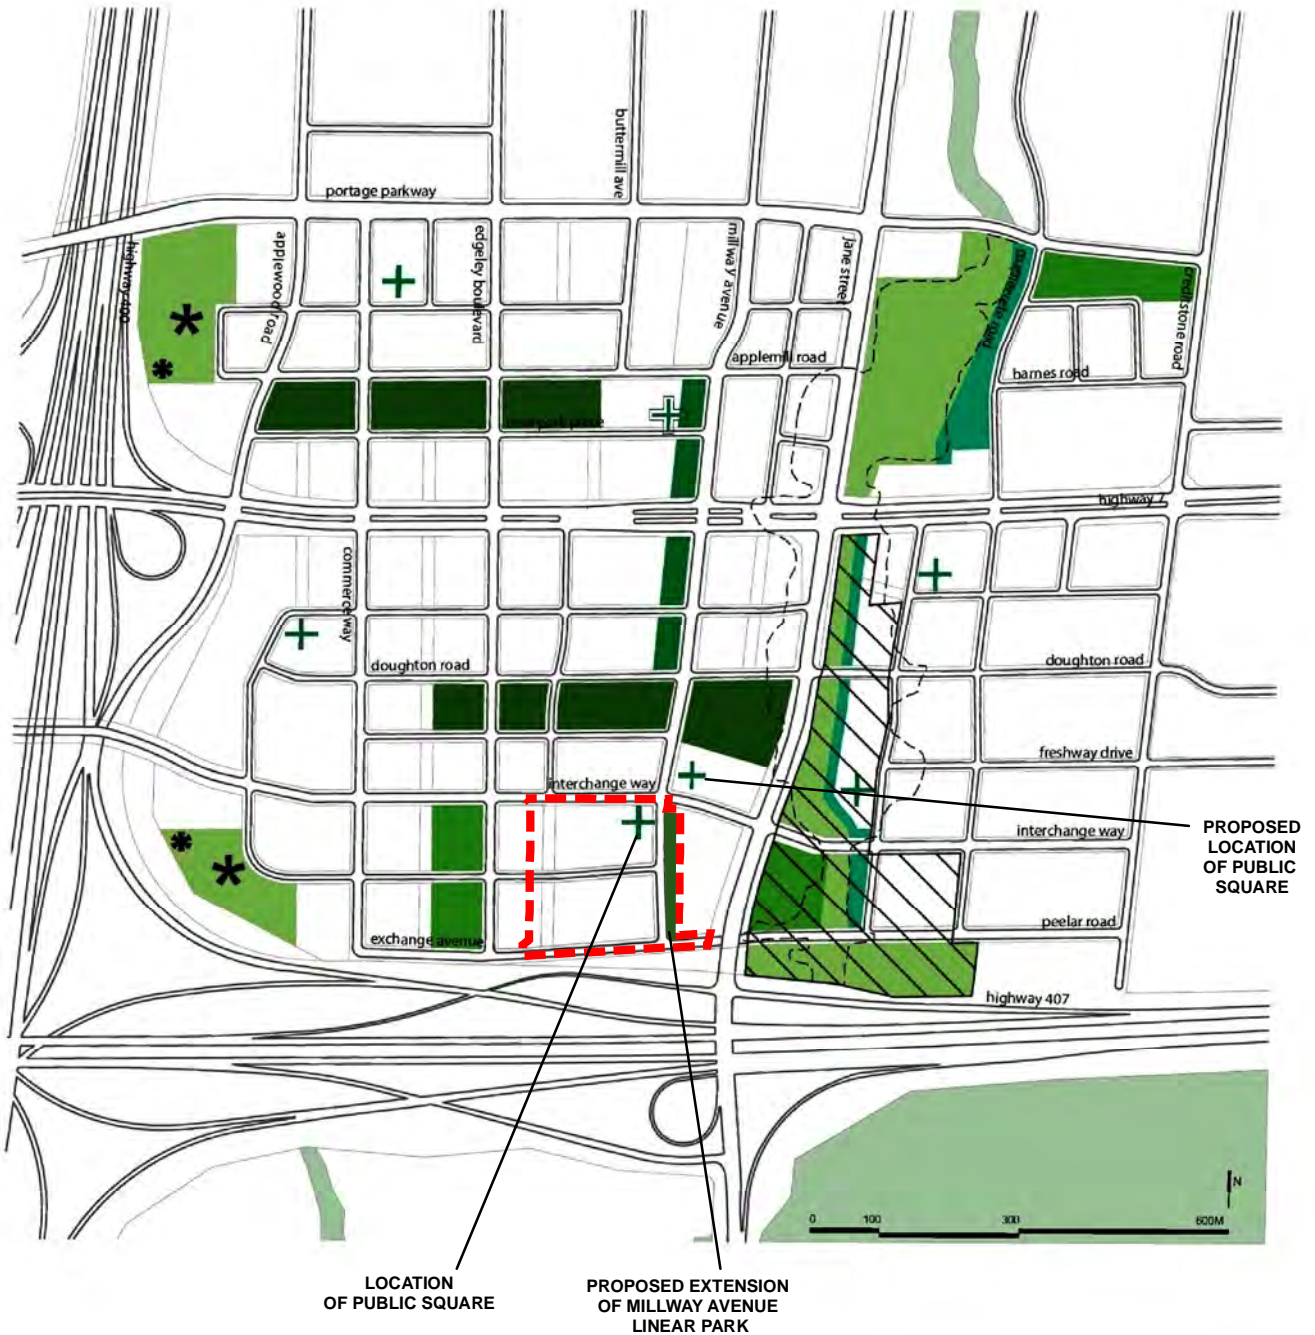 buttermill ave
portage parkway
highway 400
applewood road
edgeley boulevard
millway avenue
jane street
maplecrete road
creditstone road
applemill road
barnes road
highway 7
commerce way
doughton road
doughton road
freshway drive
interchange way
interchange way
PROPOSED
LOCATION
OF PUBLIC
SQUARE
peelar road
exchange avenue
highway 407
N
0 100 300 600M
LOCATION
OF PUBLIC SQUARE
PROPOSED EXTENSION
OF MILLWAY AVENUE
LINEAR PARK